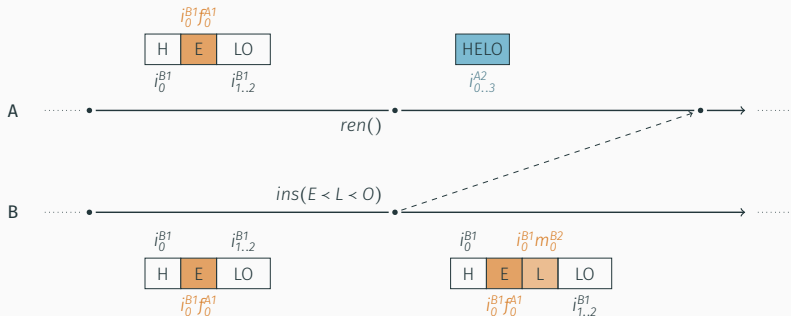 i₀ᴮ¹f₀ᴬ¹
H E LO HELO
i₀ᴮ¹ i₁..₂ᴮ¹ i₀..₃ᴬ²
A
ren()
ins(E ≺ L ≺ O)
B
i₀ᴮ¹ i₁..₂ᴮ¹ i₀ᴮ¹ i₀ᴮ¹m₀ᴮ²
H E LO H E L LO
i₀ᴮ¹f₀ᴬ¹ i₀ᴮ¹f₀ᴬ¹ i₁..₂ᴮ¹